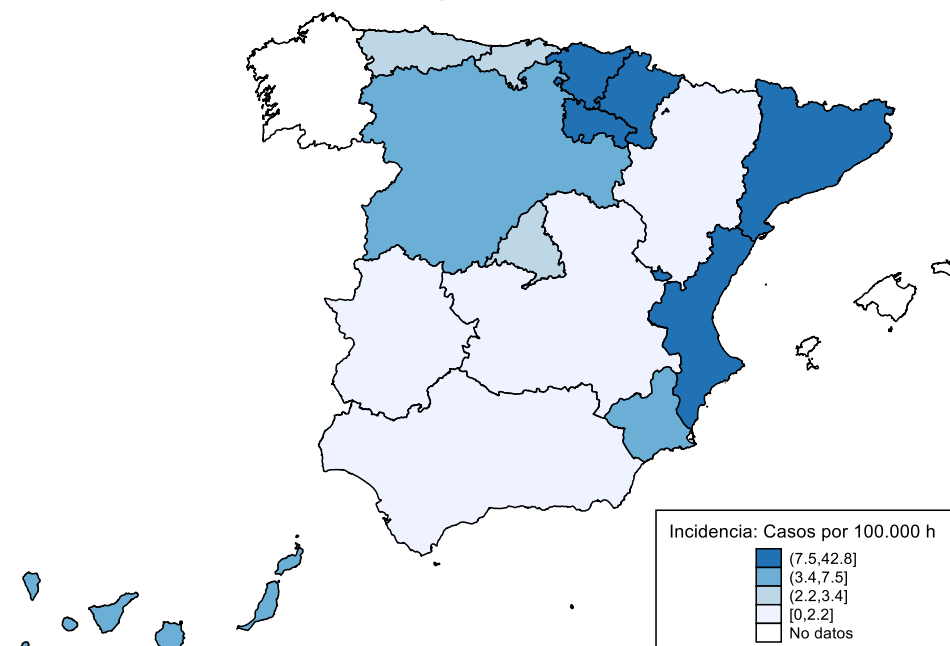 Incidencia: Casos por 100.000 h
(7.5,42.8]
(3.4,7.5]
(2.2,3.4]
[0,2.2]
No datos